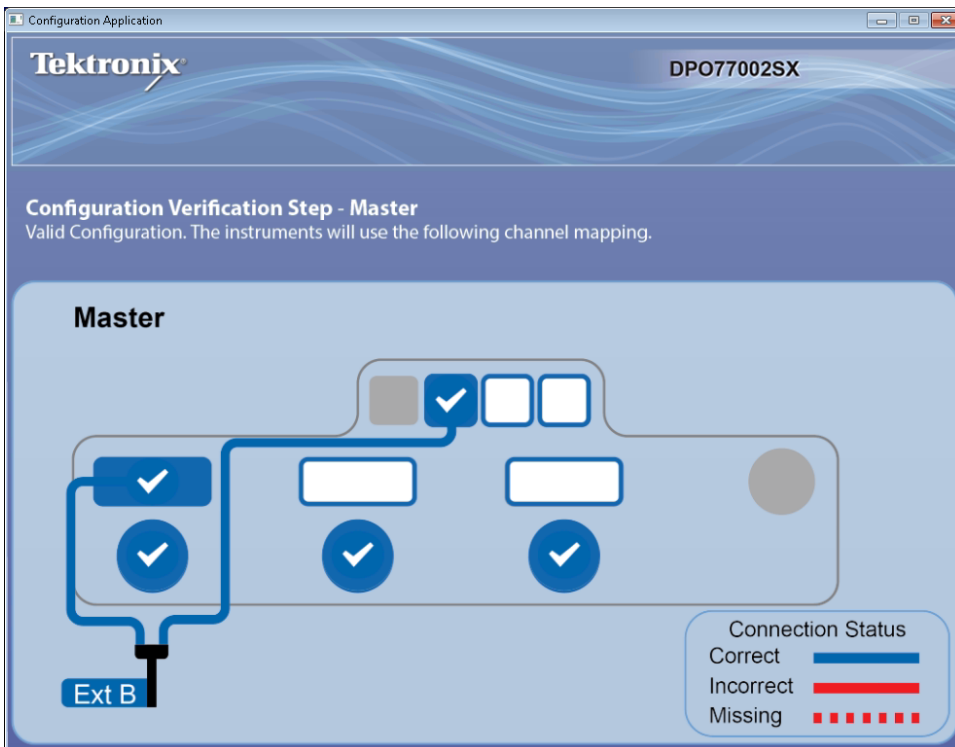 Configuration Application
Tektronix
DPO77002SX
Configuration Verification Step - Master
Valid Configuration. The instruments will use the following channel mapping.
Master
Ext B
Connection Status
Correct
Incorrect
Missing